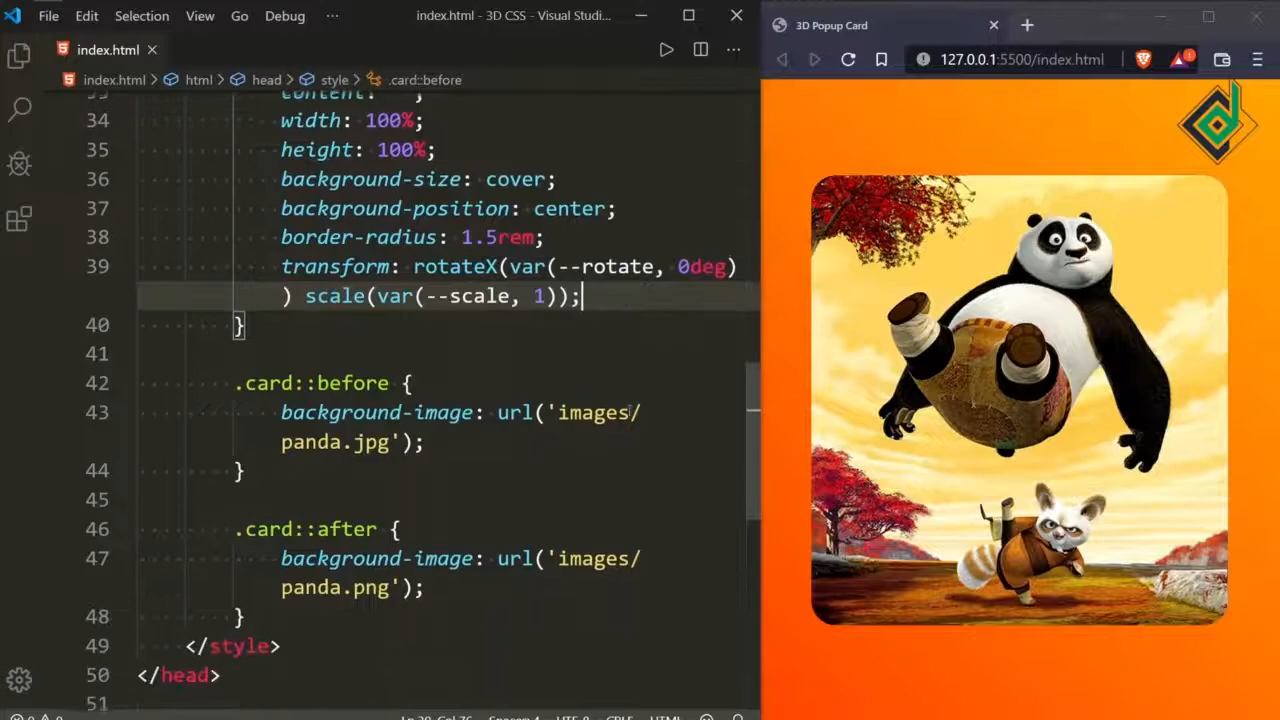 File Edit Selection View Go Debug ··· index.html - 3D CSS - Visual Studi...
3D Popup Card
index.html
127.0.0.1:5500/index.html
index.html > html > head > style > .card::before
34 width: 100%;
35 height: 100%;
36 background-size: cover;
37 background-position: center;
38 border-radius: 1.5rem;
39 transform: rotateX(var(--rotate, 0deg)
) scale(var(--scale, 1));
40 }
41
42 .card::before {
43 background-image: url('images/
panda.jpg');
44 }
45
46 .card::after {
47 background-image: url('images/
panda.png');
48 }
49 </style>
50 </head>
51